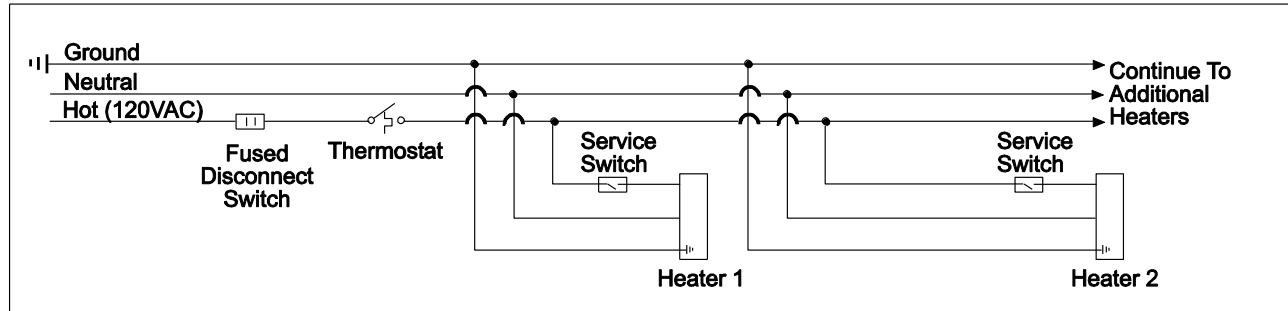 Ground
Neutral
Hot (120VAC)
Fused
Disconnect
Switch
Thermostat
Service
Switch
Heater 1
Service
Switch
Heater 2
Continue To
Additional
Heaters